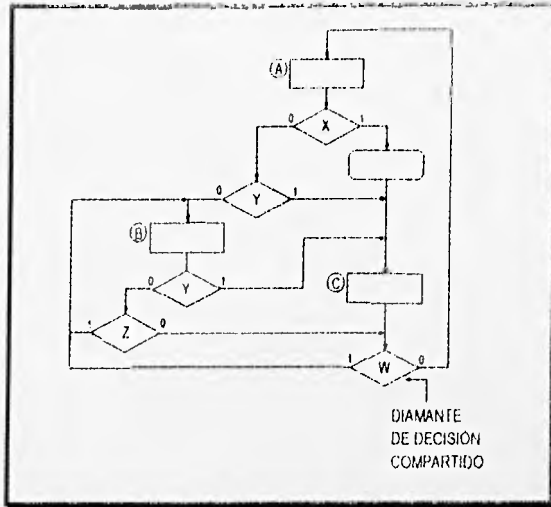 A
0 X 1
0 Y 1
B
0 Y 1
C
1 Z 0
1 W 0
DIAMANTE
DE DECISIÓN
COMPARTIDO